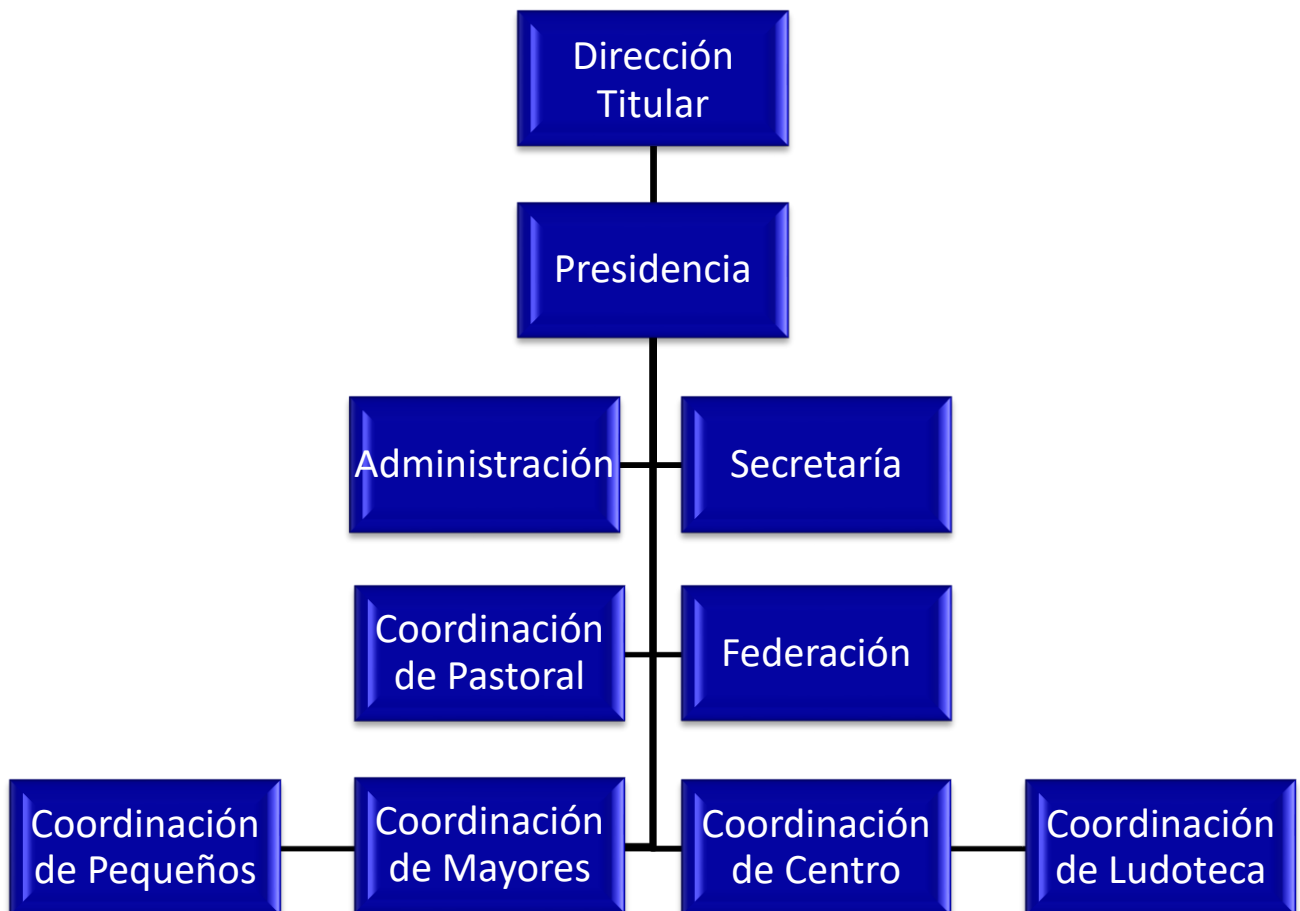 Dirección
Titular
Presidencia
Administración
Secretaría
Coordinación
de Pastoral
Federación
Coordinación
de Pequeños
Coordinación
de Mayores
Coordinación
de Centro
Coordinación
de Ludoteca